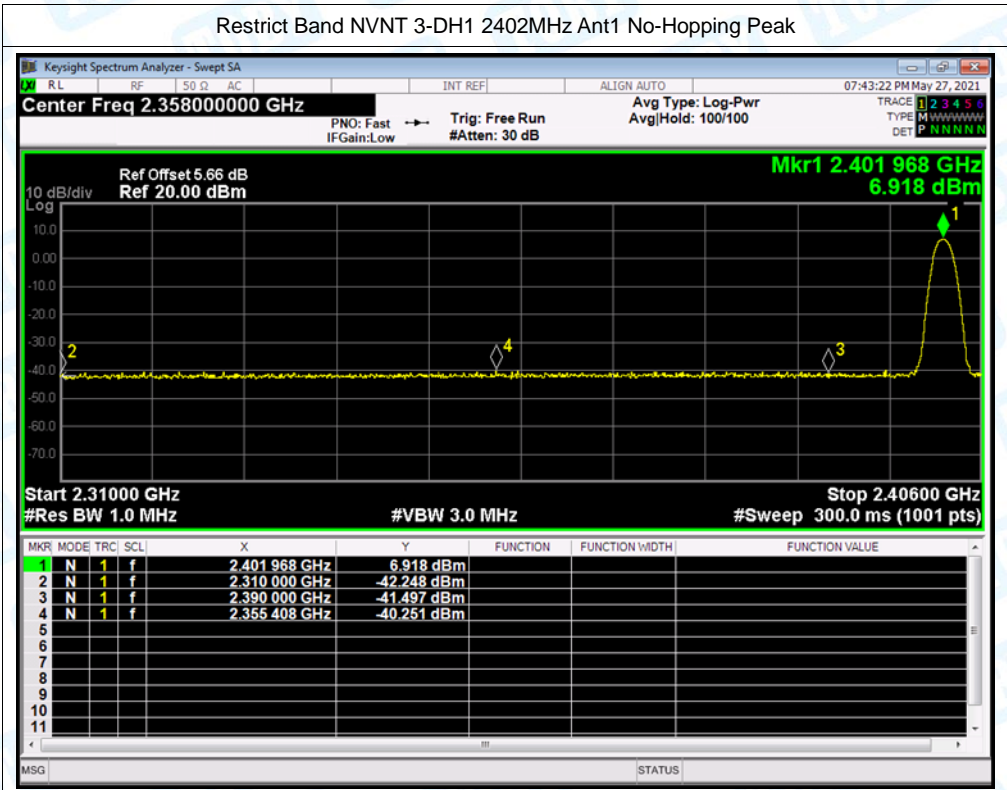 Restrict Band NVNT 3-DH1 2402MHz Ant1 No-Hopping Peak
Keysight Spectrum Analyzer - Swept SA
LXI RL RF 50 Ω AC INT REF ALIGN AUTO 07:43:22 PM May 27, 2021
Center Freq 2.358000000 GHz
PNO: Fast
IFGain:Low
Trig: Free Run
#Atten: 30 dB
Avg Type: Log-Pwr
Avg|Hold: 100/100
TRACE 1 2 3 4 5 6
TYPE M W W W W W
DET P N N N N N
Mkr1 2.401 968 GHz
6.918 dBm
Ref Offset 5.66 dB
10 dB/div Ref 20.00 dBm
Log
10.0
0.00
-10.0
-20.0
-30.0
-40.0
-50.0
-60.0
-70.0
1
2
4
3
Start 2.31000 GHz Stop 2.40600 GHz
#Res BW 1.0 MHz #VBW 3.0 MHz #Sweep 300.0 ms (1001 pts)
MKR MODE TRC SCL X Y FUNCTION FUNCTION WIDTH FUNCTION VALUE
1 N 1 f 2.401 968 GHz 6.918 dBm
2 N 1 f 2.310 000 GHz -42.248 dBm
3 N 1 f 2.390 000 GHz -41.497 dBm
4 N 1 f 2.355 408 GHz -40.251 dBm
5
6
7
8
9
10
11
MSG STATUS